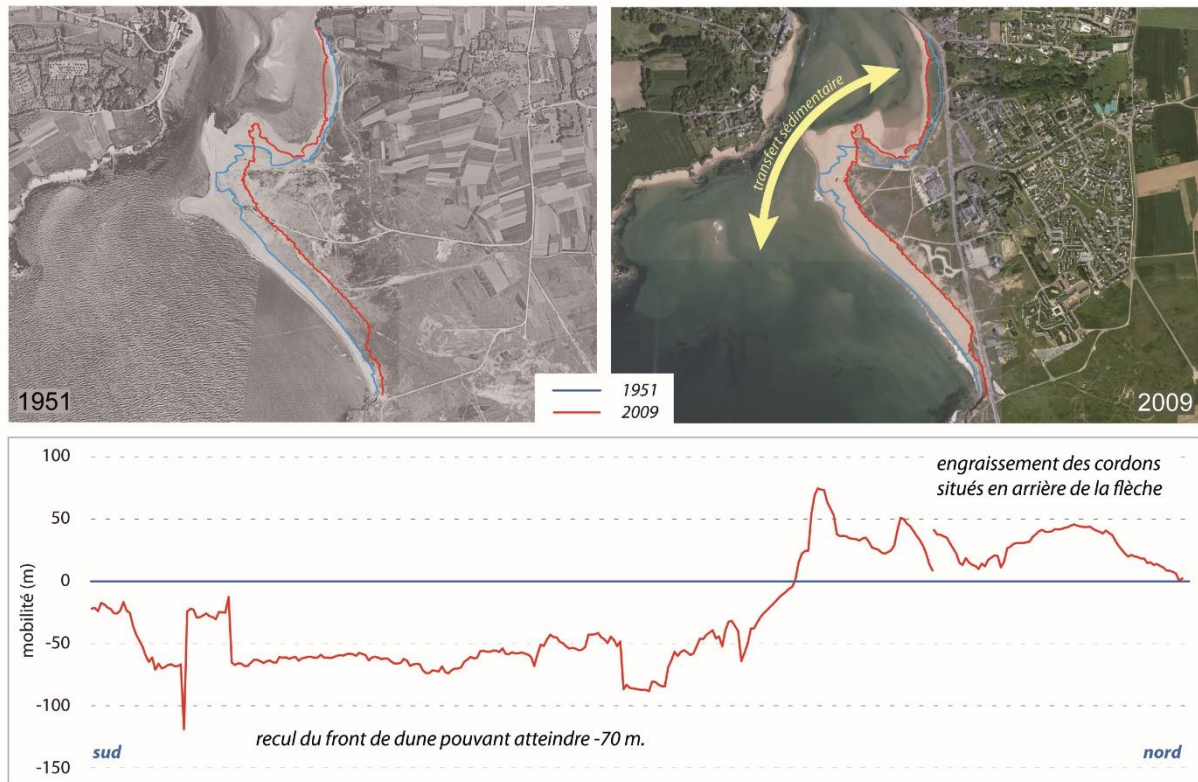 1951
transfert sédimentaire
2009
1951
2009
100
50
0
-50
-100
-150
mobilité (m)
engraissement des cordons
situés en arrière de la flèche
recul du front de dune pouvant atteindre -70 m.
sud
nord